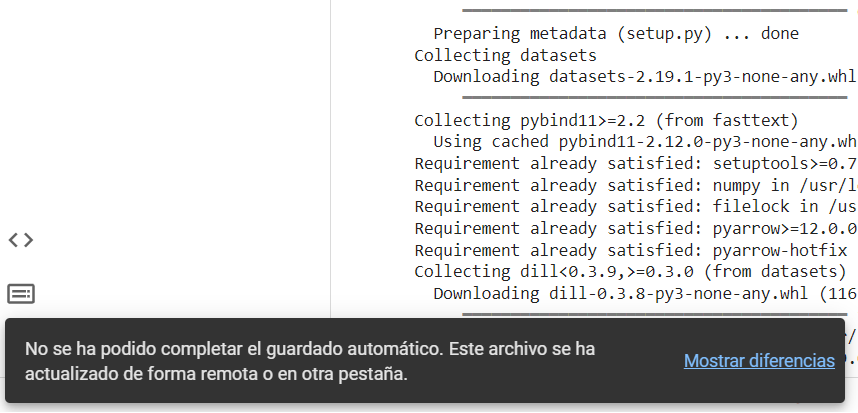 Preparing metadata (setup.py) ... done
Collecting datasets
Downloading datasets-2.19.1-py3-none-any.whl
Collecting pybind11>=2.2 (from fasttext)
Using cached pybind11-2.12.0-py3-none-any.wh
Requirement already satisfied: setuptools>=0.7
Requirement already satisfied: numpy in /usr/l
Requirement already satisfied: filelock in /us
Requirement already satisfied: pyarrow>=12.0.0
Requirement already satisfied: pyarrow-hotfix
Collecting dill<0.3.9,>=0.3.0 (from datasets)
Downloading dill-0.3.8-py3-none-any.whl (116
No se ha podido completar el guardado automático. Este archivo se ha
actualizado de forma remota o en otra pestaña.
Mostrar diferencias